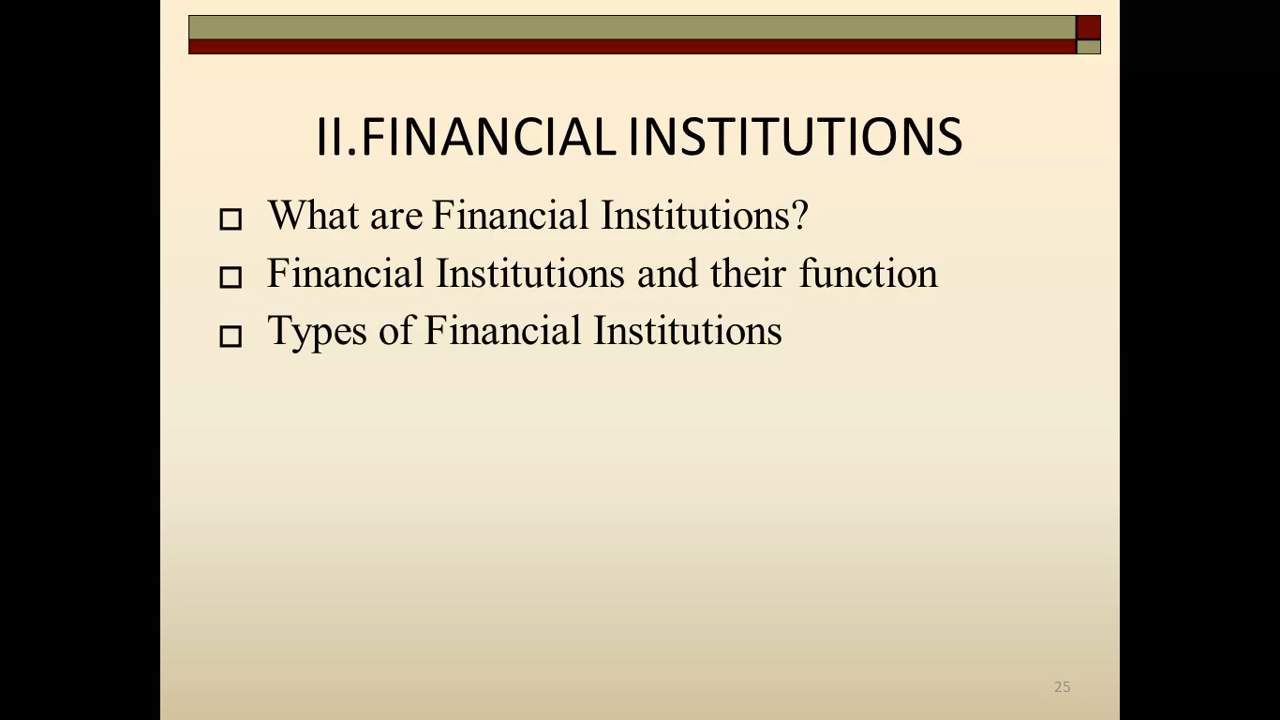 II.FINANCIAL INSTITUTIONS
What are Financial Institutions?
Financial Institutions and their function
Types of Financial Institutions
25